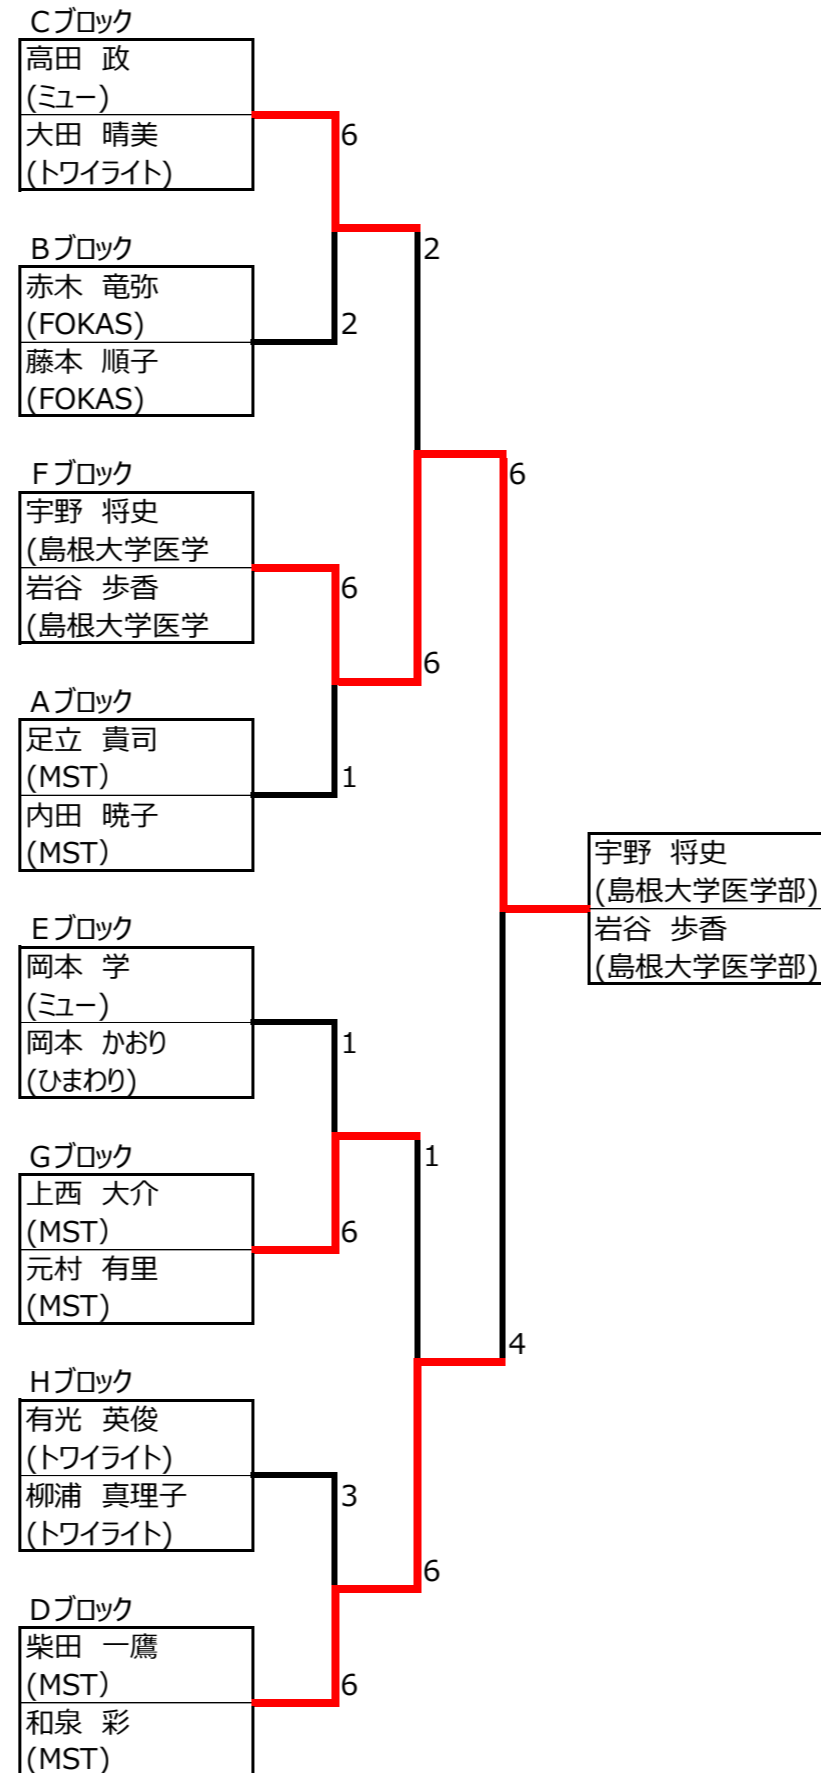 Cブロック
高田　政
(ミュー)
大田　晴美
(トワイライト)
6
Bブロック
赤木　竜弥
(FOKAS)
藤本　順子
(FOKAS)
2
2
Fブロック
宇野　将史
(島根大学医学
岩谷　歩香
(島根大学医学
6
6
6
Aブロック
足立　貴司
(MST)
内田　暁子
(MST)
1
宇野　将史
(島根大学医学部)
岩谷　歩香
(島根大学医学部)
Eブロック
岡本　学
(ミュー)
岡本　かおり
(ひまわり)
1
Gブロック
上西　大介
(MST)
元村　有里
(MST)
1
6
4
Hブロック
有光　英俊
(トワイライト)
柳浦　真理子
(トワイライト)
3
6
Dブロック
柴田　一鷹
(MST)
和泉　彩
(MST)
6